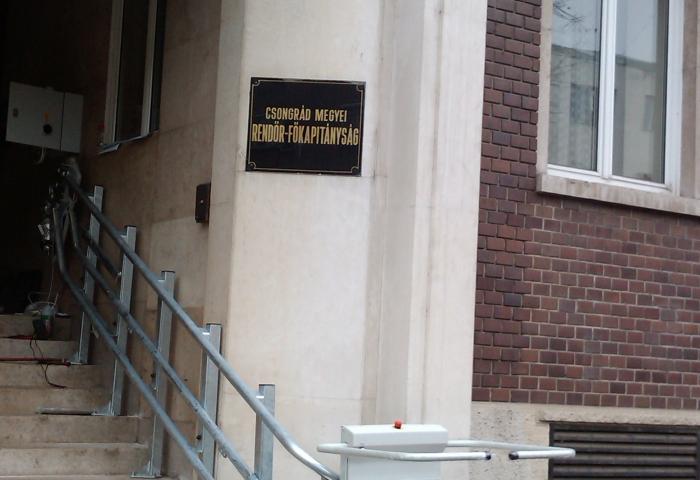 CSONGRÁD MEGYEI
RENDŐR-FŐKAPITÁNYSÁG